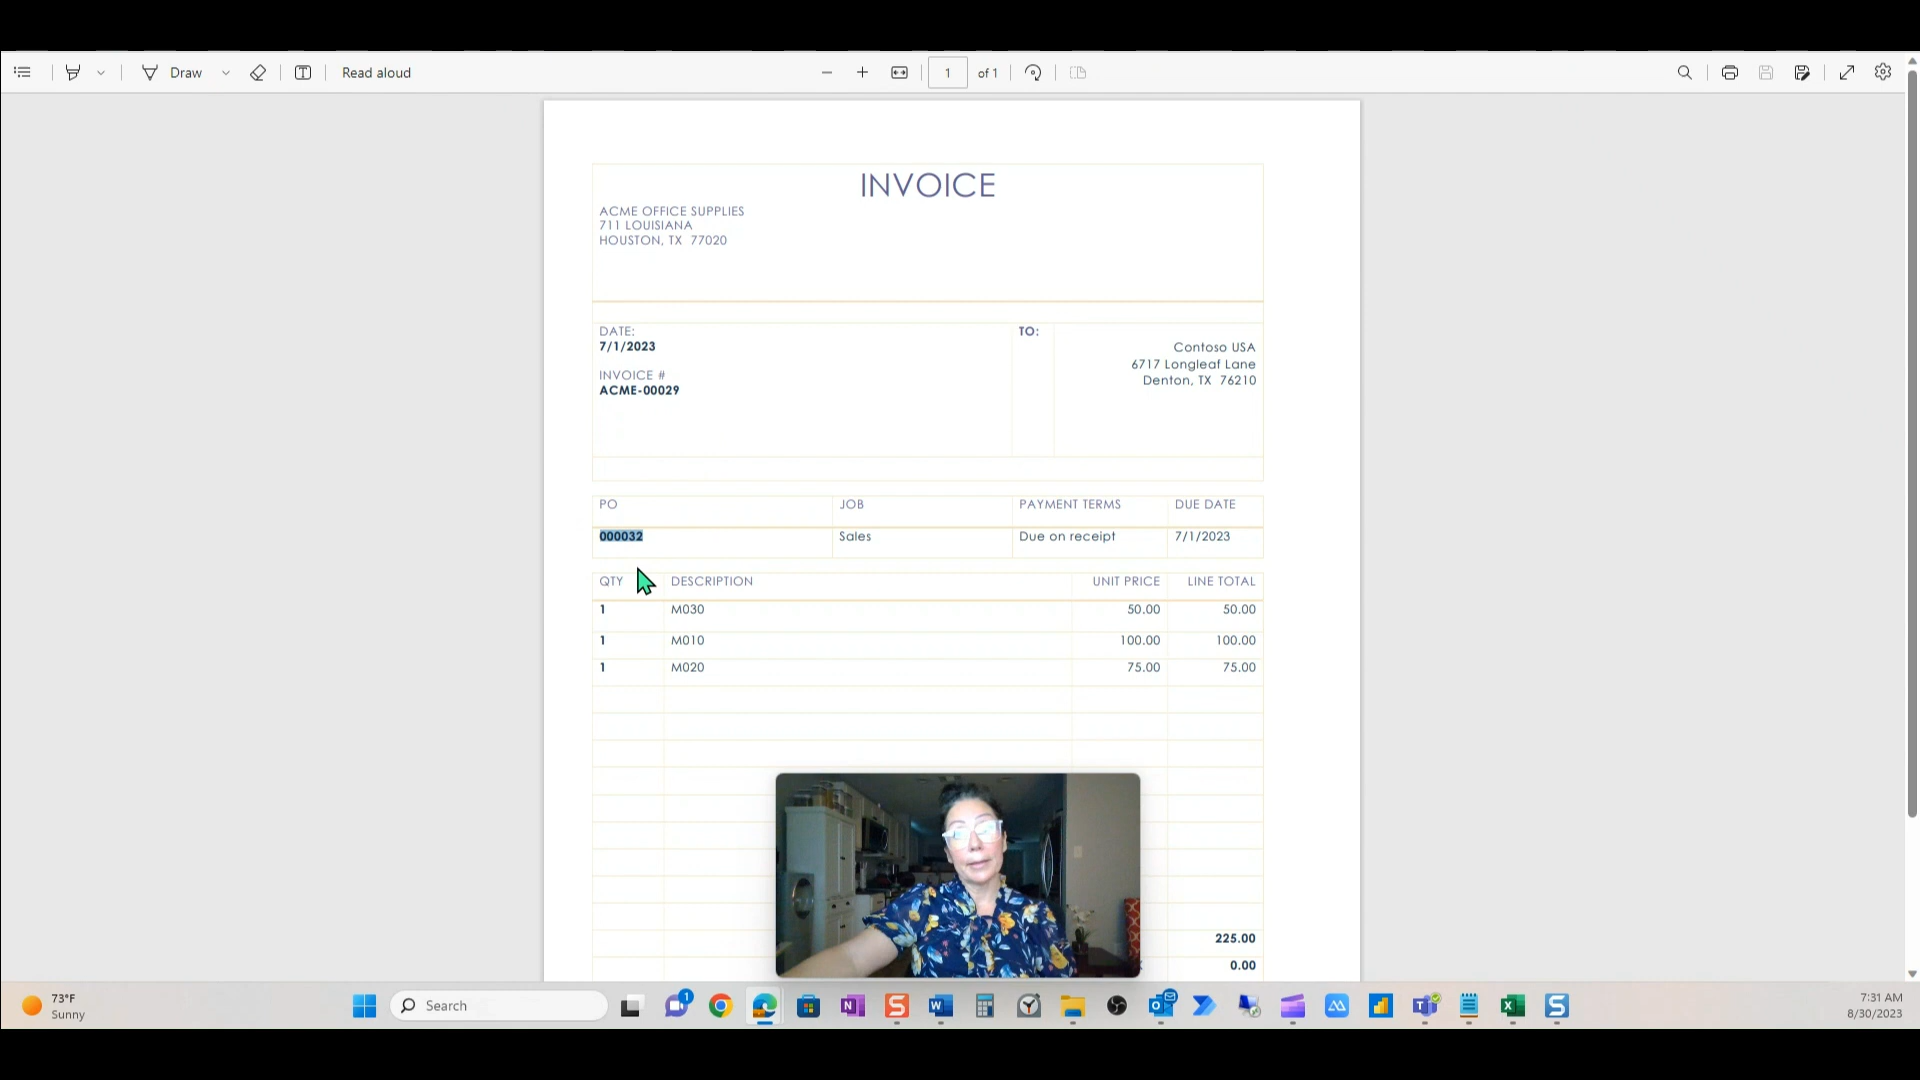 Draw
Read aloud
1 of 1
INVOICE
ACME OFFICE SUPPLIES
711 LOUISIANA
HOUSTON, TX 77020
DATE:
7/1/2023
INVOICE #
ACME-00029
TO:
Contoso USA
6717 Longleaf Lane
Denton, TX 76210
PO JOB PAYMENT TERMS DUE DATE
000032 Sales Due on receipt 7/1/2023
QTY DESCRIPTION UNIT PRICE LINE TOTAL
1 M030 50.00 50.00
1 M010 100.00 100.00
1 M020 75.00 75.00
225.00
0.00
73°F
Sunny
Search
1
7:31 AM
8/30/2023